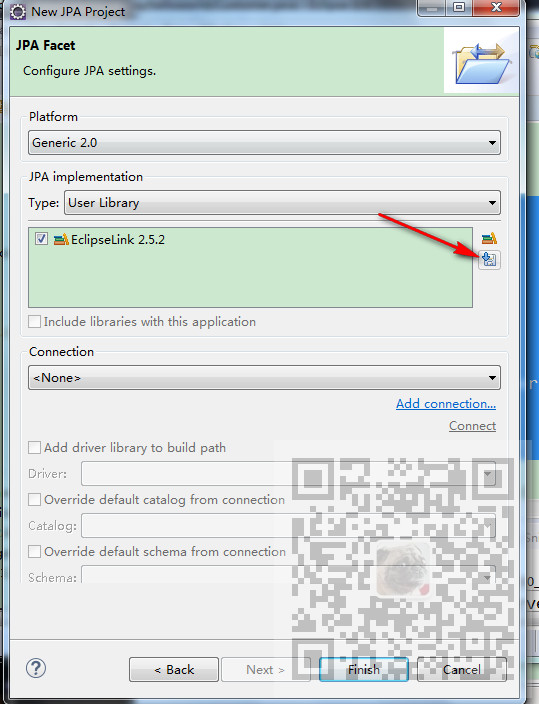 New JPA Project
JPA Facet
Configure JPA settings.
Platform
Generic 2.0
JPA implementation
Type: User Library
EclipseLink 2.5.2
Include libraries with this application
Connection
<None>
Add connection...
Connect
Add driver library to build path
Driver:
Override default catalog from connection
Catalog:
Override default schema from connection
Schema:
? < Back Next > Finish Cancel